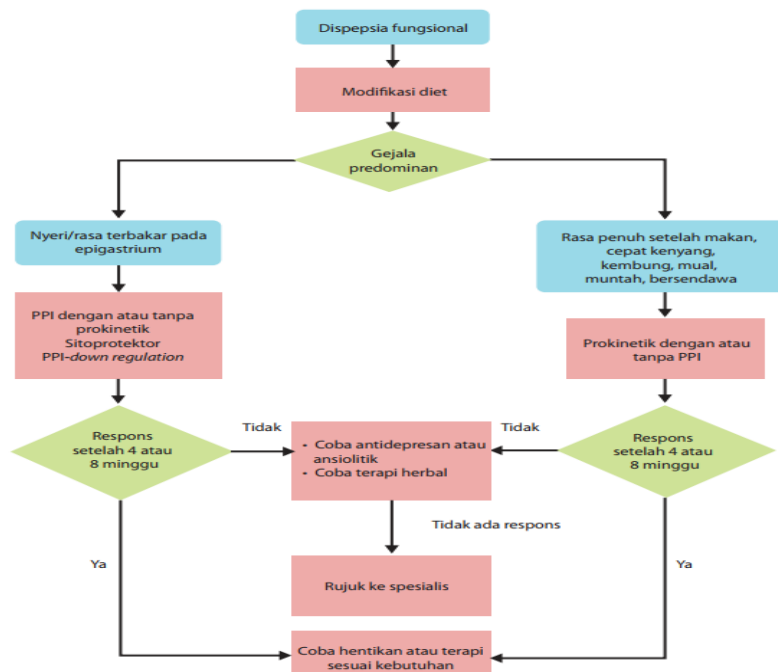 Dispepsia fungsional
Modifikasi diet
Gejala
predominan
Nyeri/rasa terbakar pada
epigastrium
Rasa penuh setelah makan,
cepat kenyang,
kembung, mual,
muntah, bersendawa
PPI dengan atau tanpa
prokinetik
Sitoprotektor
PPI-down regulation
Prokinetik dengan atau
tanpa PPI
Respons
setelah 4 atau
8 minggu
Tidak
• Coba antidepresan atau
ansiolitik
• Coba terapi herbal
Tidak
Respons
setelah 4 atau
8 minggu
Tidak ada respons
Ya
Rujuk ke spesialis
Ya
Coba hentikan atau terapi
sesuai kebutuhan